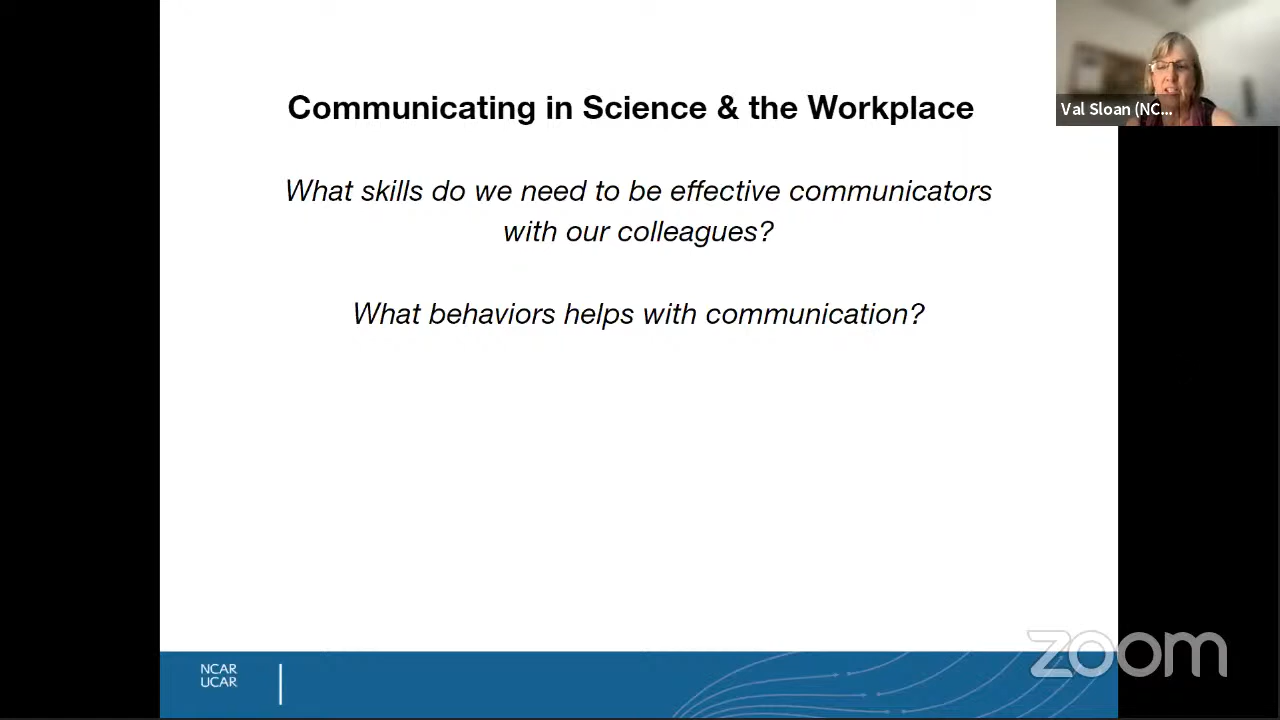 Communicating in Science & the Workplace
Val Sloan (NC...
What skills do we need to be effective communicators
with our colleagues?
What behaviors helps with communication?
NCAR
UCAR
zoom